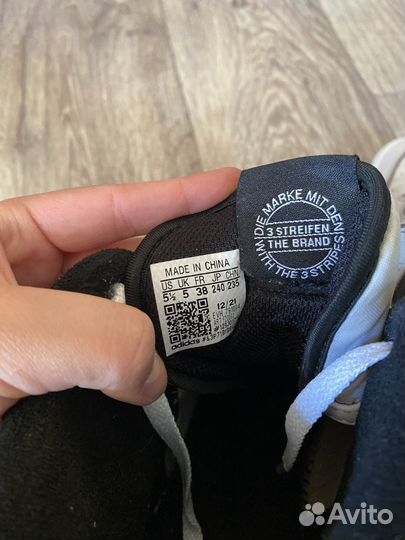 MADE IN CHINA
US UK FR JP CHN
5½ 5 38 240 235
12/21
adidas
DIE MARKE MIT DEN
3 STREIFEN
THE BRAND
WITH THE 3 STRIPES
Avito